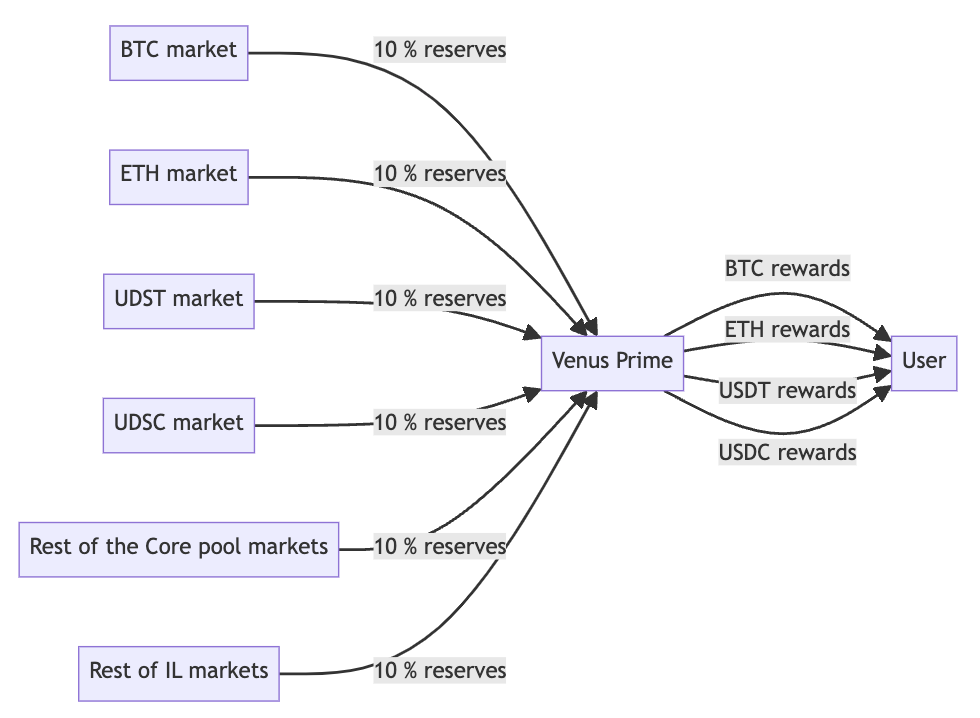 BTC market
10 % reserves
ETH market
10 % reserves
UDST market
10 % reserves
UDSC market
10 % reserves
Rest of the Core pool markets
10 % reserves
Rest of IL markets
10 % reserves
Venus Prime
BTC rewards
ETH rewards
USDT rewards
USDC rewards
User